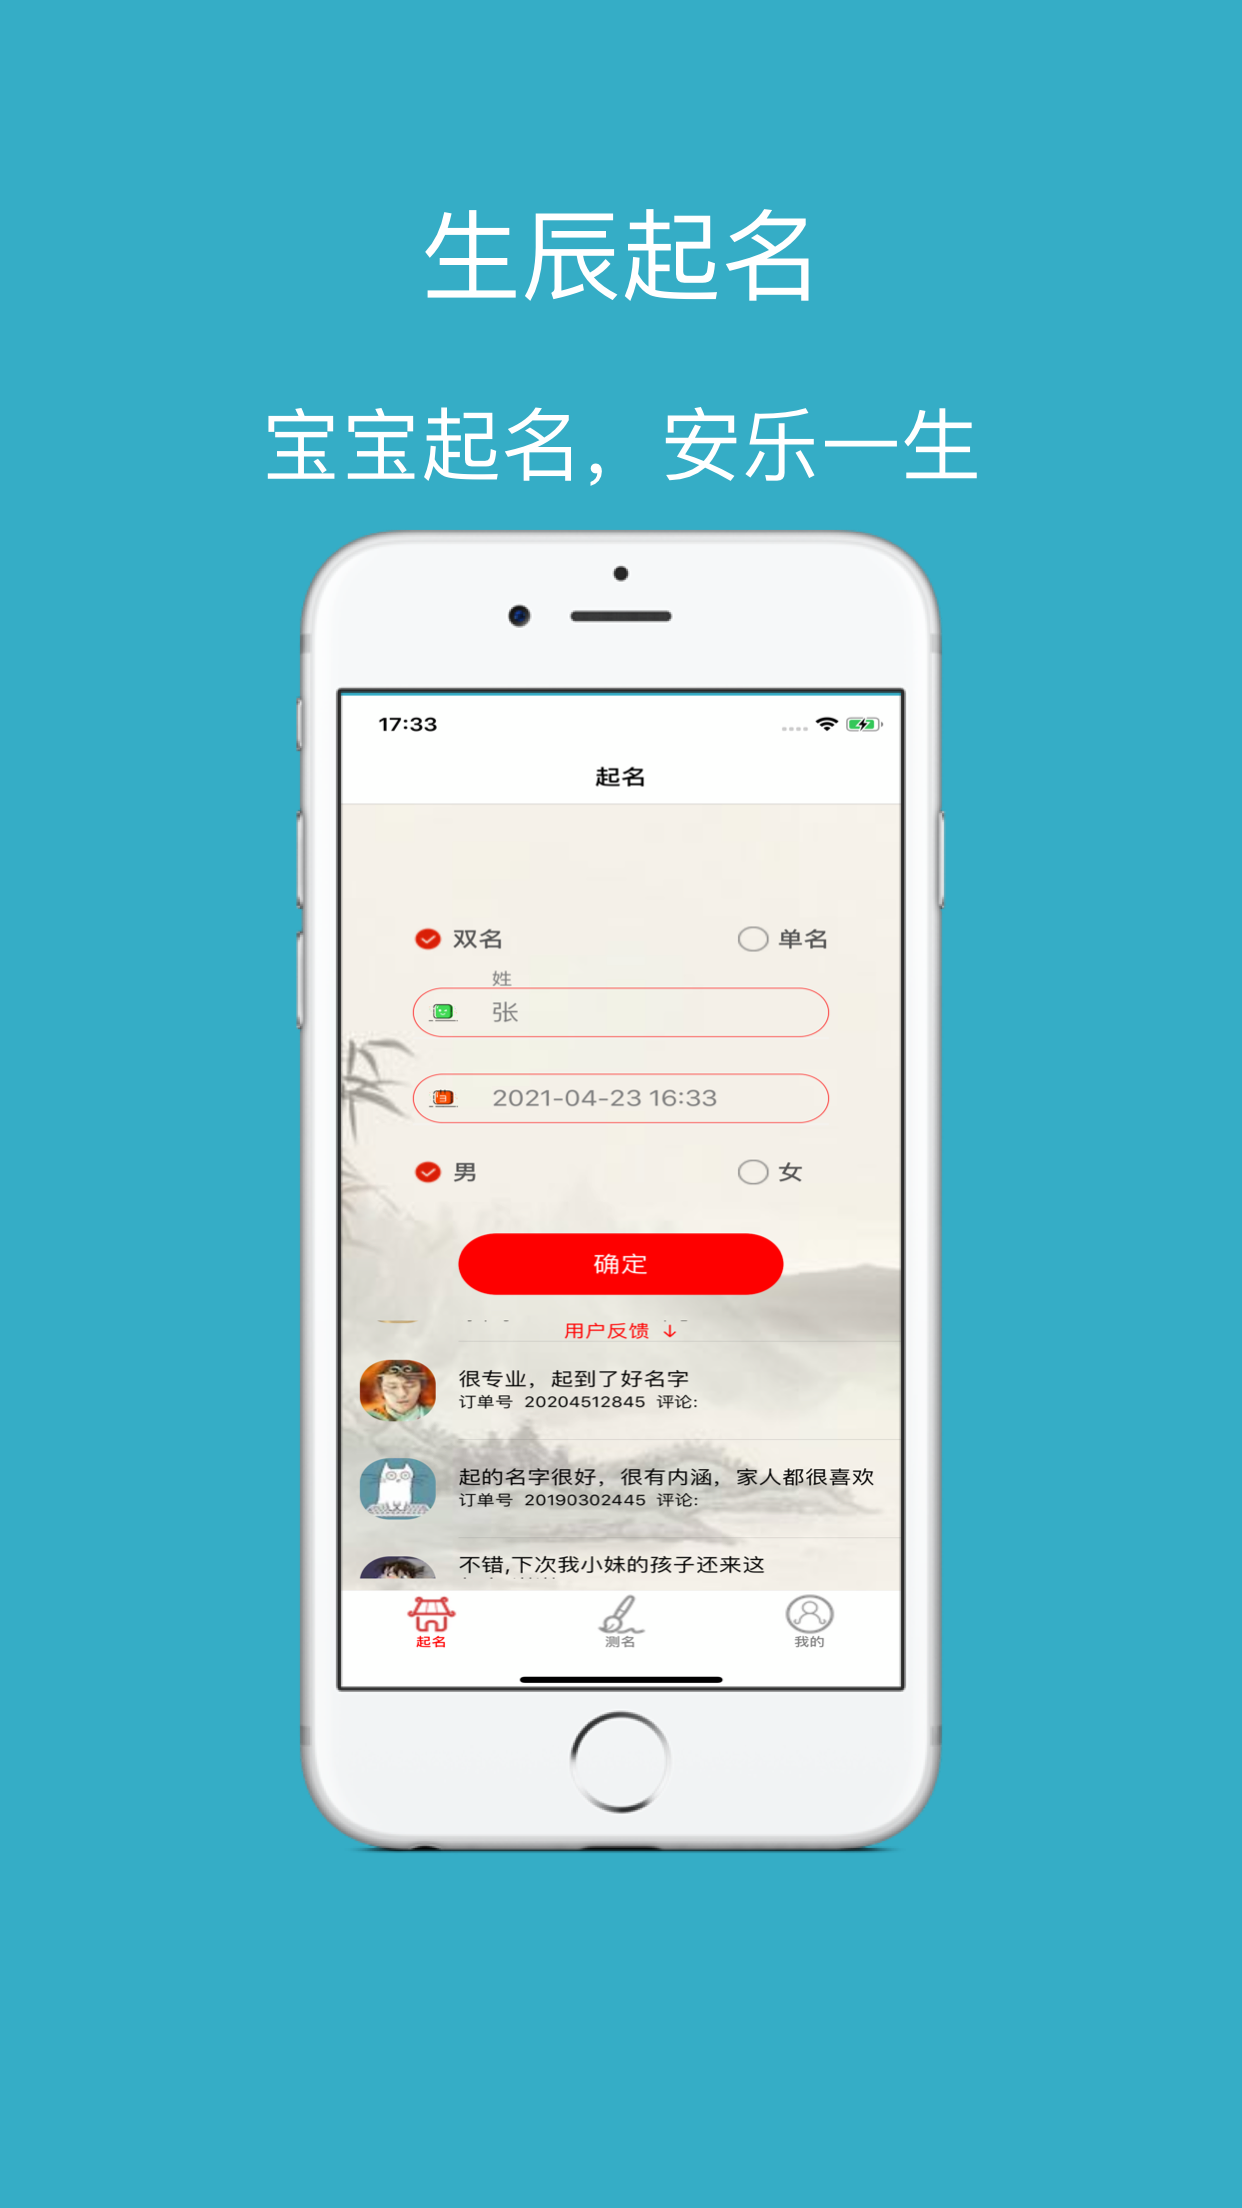 生辰起名
宝宝起名，安乐一生
17:33
起名
双名 单名
姓
张
2021-04-23 16:33
男 女
确定
用户反馈 ↓
很专业，起到了好名字
订单号 20204512845 评论:
起的名字很好，很有内涵，家人都很喜欢
订单号 20190302445 评论:
不错,下次我小妹的孩子还来这
起名 测名 我的